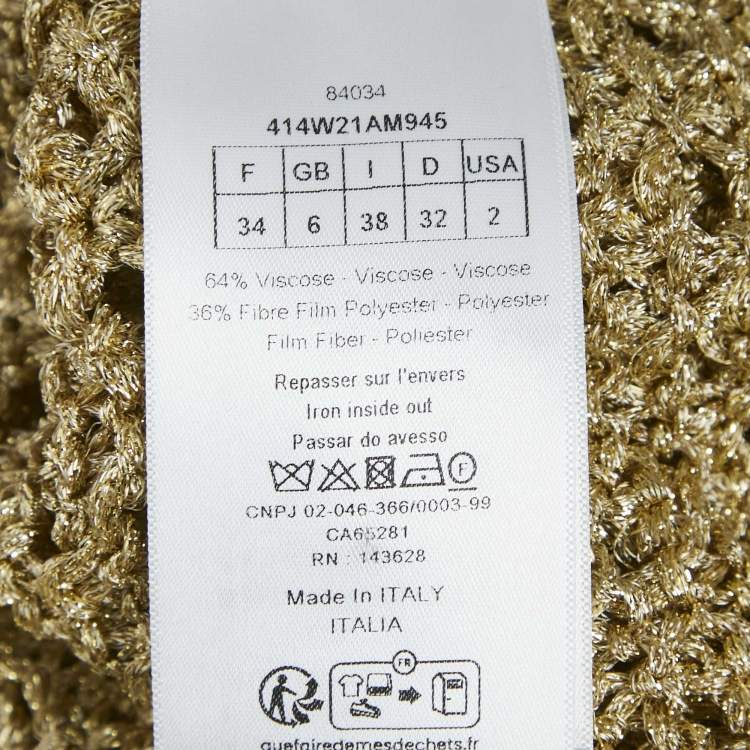 84034
414W21AM945
F GB I D USA
34 6 38 32 2
64% Viscose - Viscose - Viscose
36% Fibre Film Polyester - Polyester
Film Fiber - Poliester
Repasser sur l'envers
Iron inside out
Passar do avesso
F
CNPJ 02-046-366/0003-99
CA65281
RN : 143628
Made In ITALY
ITALIA
FR
quefairedemesdechets.fr